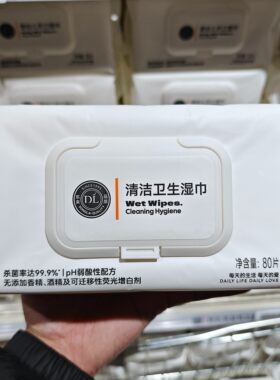 DL
清洁卫生湿巾
Wet Wipes.
Cleaning Hygiene
杀菌率达99.9%* | pH弱酸性配方
无添加香精、酒精及可迁移性荧光增白剂
净含量: 80片
每天的生活 每天的爱
DAILY LIFE DAILY LOVE